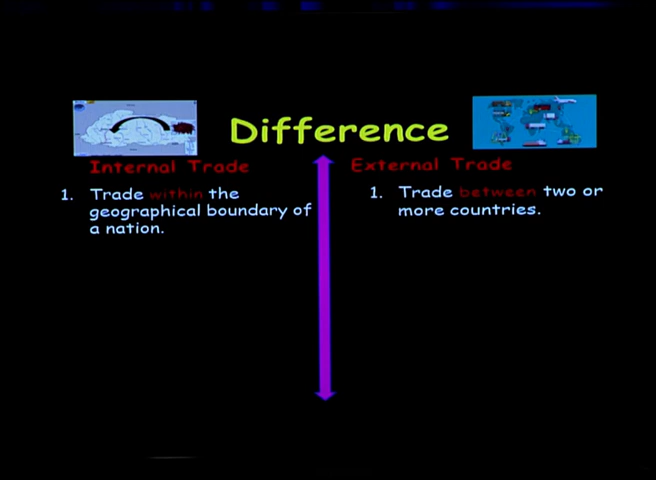 Difference
Internal Trade
1. Trade within the
geographical boundary of
a nation.
External Trade
1. Trade between two or
more countries.